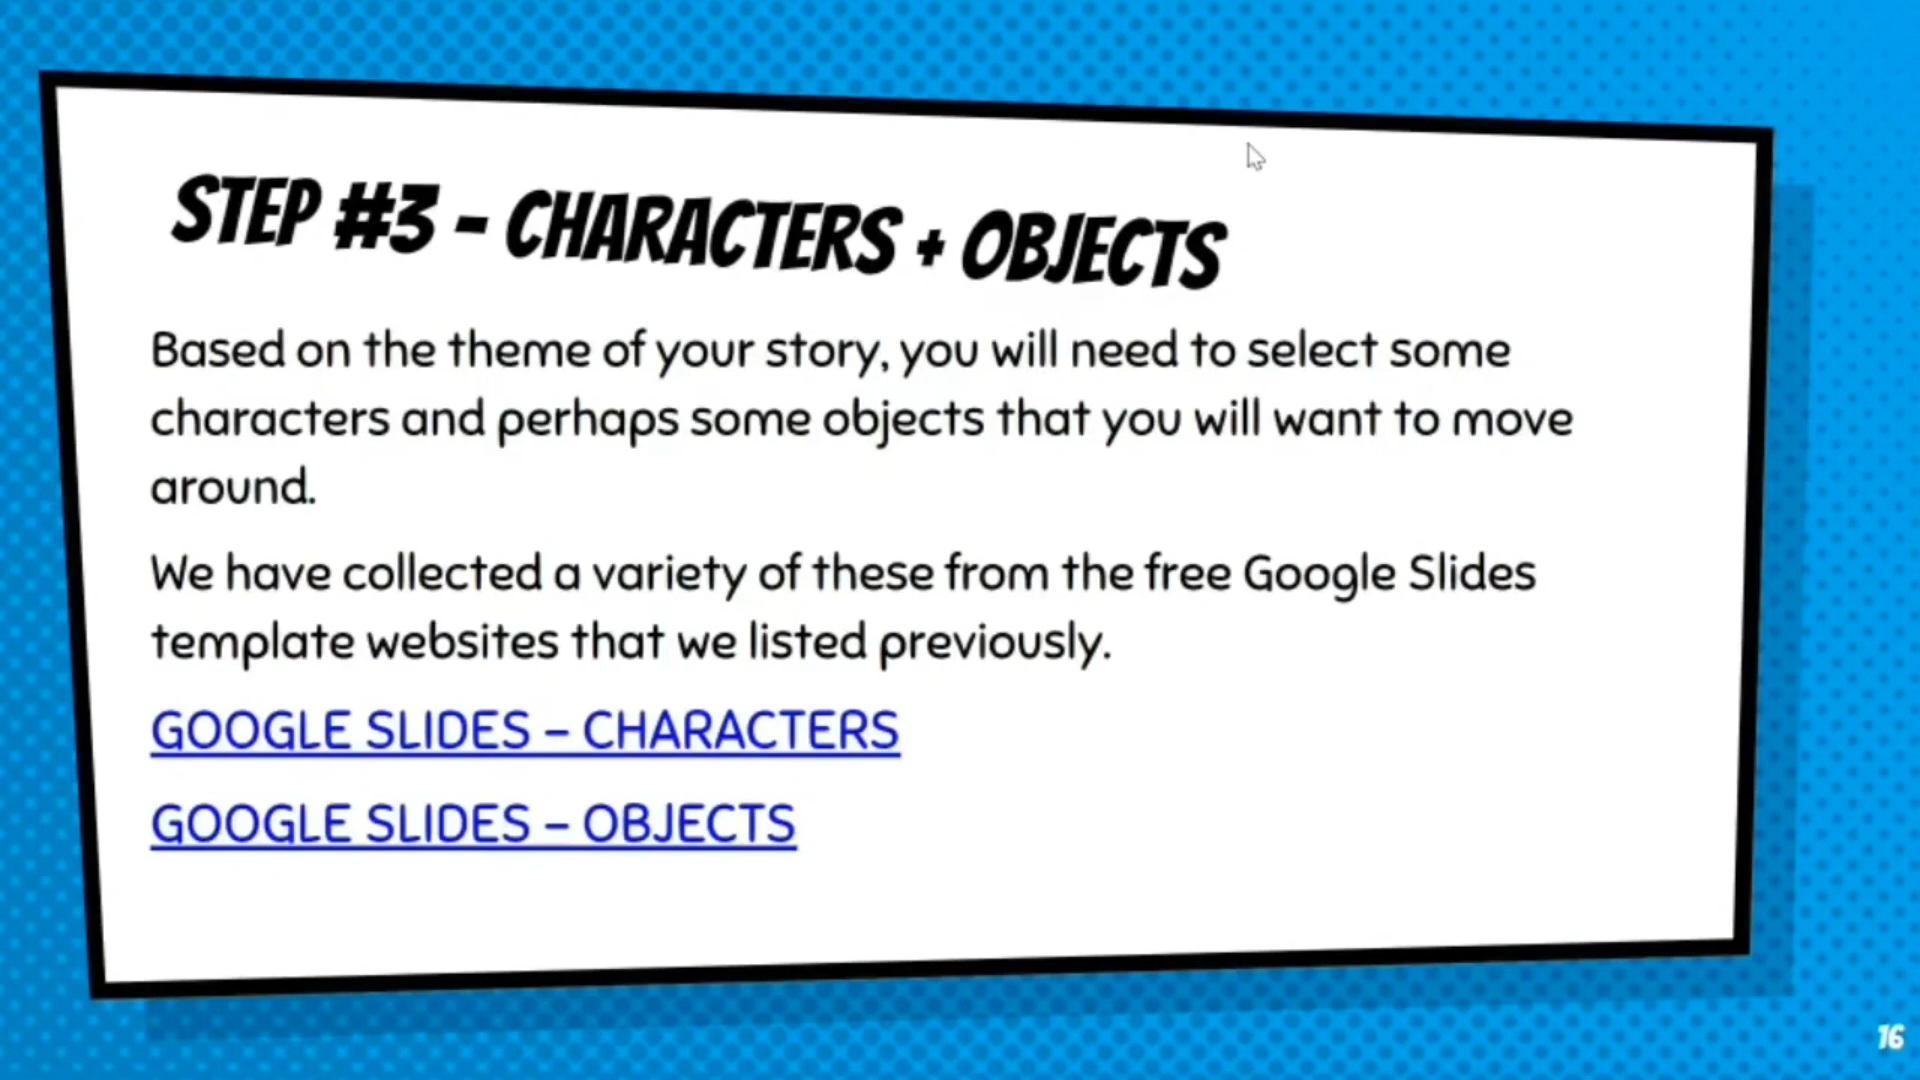 STEP #3 - CHARACTERS + OBJECTS
Based on the theme of your story, you will need to select some
characters and perhaps some objects that you will want to move
around.
We have collected a variety of these from the free Google Slides
template websites that we listed previously.
GOOGLE SLIDES – CHARACTERS
GOOGLE SLIDES – OBJECTS
16